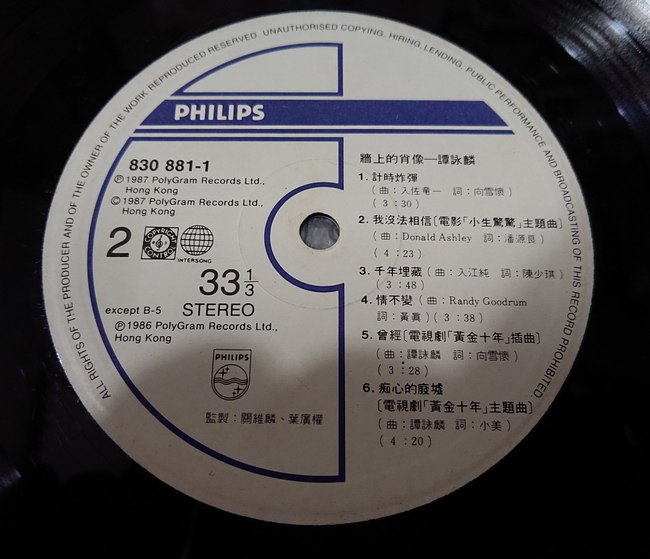 ALL RIGHTS OF THE PRODUCER AND OF THE OWNER OF THE WORK REPRODUCED RESERVED. UNAUTHORISED COPYING, HIRING, LENDING, PUBLIC PERFORMANCE AND BROADCASTING OF THIS RECORD PROHIBITED
PHILIPS
830 881-1
Ⓟ1987 PolyGram Records Ltd.,
Hong Kong
©1987 PolyGram Records Ltd.,
Hong Kong
2
COPYRIGHT CONTROL
INTERSONG
33 1/3
except B-5 STEREO
Ⓟ1986 PolyGram Records Ltd.,
Hong Kong
PHILIPS
監製:關維麟、葉廣權
牆上的肖像—譚詠麟
1. 計時炸彈
(曲:入佐竜一 詞:向雪懷)
(3:30)
2. 我沒法相信〔電影「小生驚驚」主題曲〕
(曲:Donald Ashley 詞:潘源良)
(4:23)
3. 千年埋藏(曲:入江純 詞:陳少琪)
(3:48)
4. 情不變(曲:Randy Goodrum
詞:黃真)(3:38)
5. 曾經〔電視劇「黃金十年」插曲〕
(曲:譚詠麟 詞:向雪懷)
(3:28)
6. 痴心的廢墟
〔電視劇「黃金十年」主題曲〕
(曲:譚詠麟 詞:小美)
(4:20)